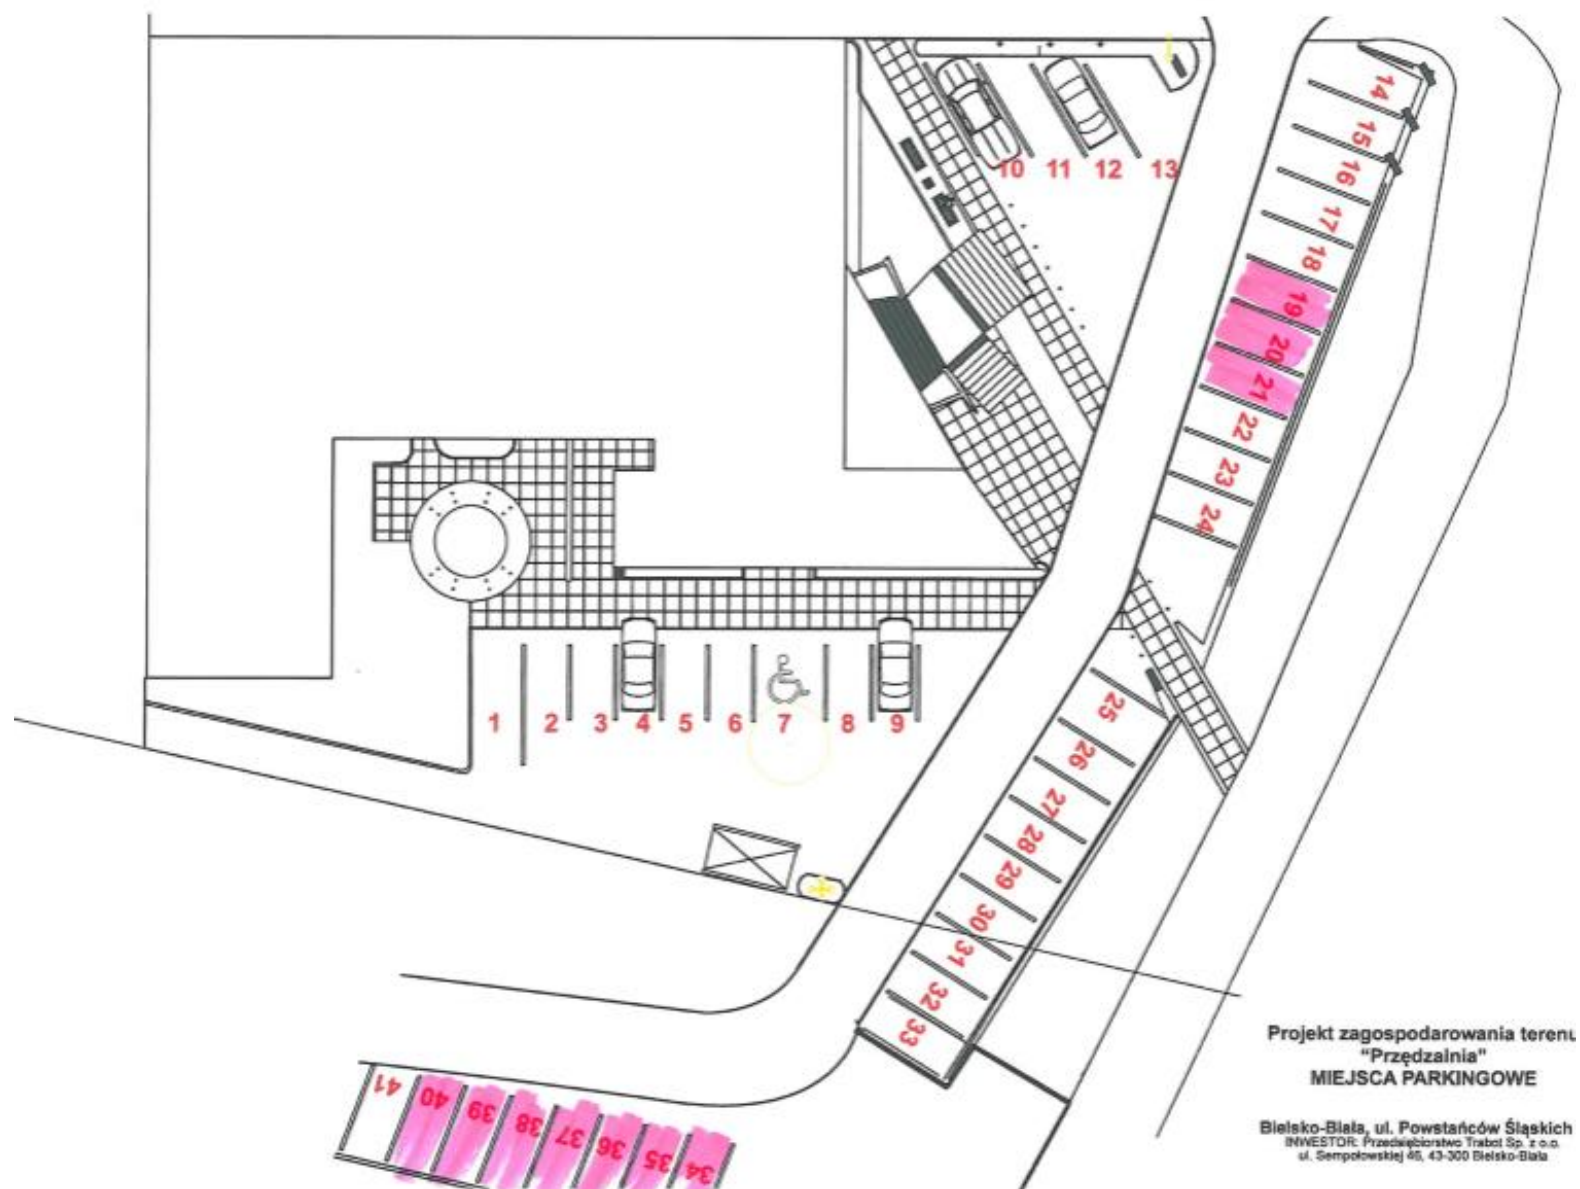 10 11 12 13
14
15
16
17
18
19
20
21
22
23
24
1 2 3 4 5 6 7 8 9
25
26
27
28
29
30
31
32
33
41 40 39 38 37 36 35 34
Projekt zagospodarowania terenu
"Przędzalnia"
MIEJSCA PARKINGOWE
Bielsko-Biała, ul. Powstańców Śląskich
INWESTOR: Przedsiębiorstwo Trabot Sp. z o.o.
ul. Sempołowskiej 46, 43-300 Bielsko-Biała